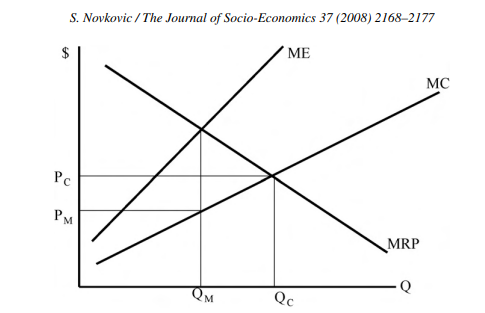 S. Novkovic / The Journal of Socio-Economics 37 (2008) 2168–2177
$
ME
MC
PC
PM
MRP
Q
QM
QC